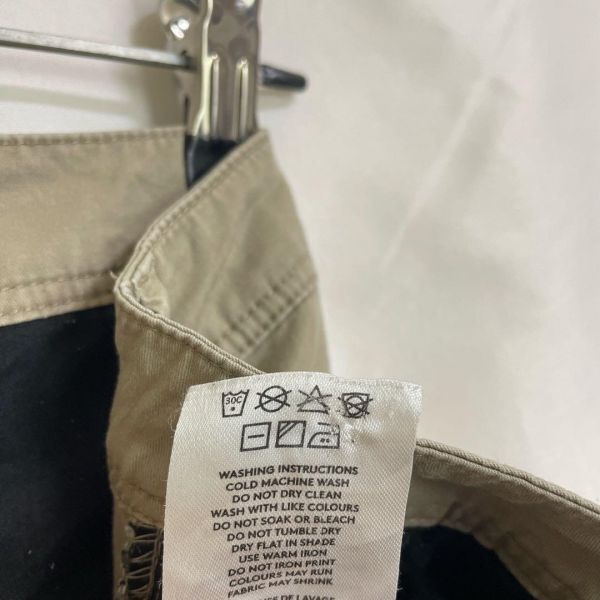 30C
WASHING INSTRUCTIONS
COLD MACHINE WASH
DO NOT DRY CLEAN
WASH WITH LIKE COLOURS
DO NOT SOAK OR BLEACH
DO NOT TUMBLE DRY
DRY FLAT IN SHADE
USE WARM IRON
DO NOT IRON PRINT
COLOURS MAY RUN
FABRIC MAY SHRINK
DE LAVAGE